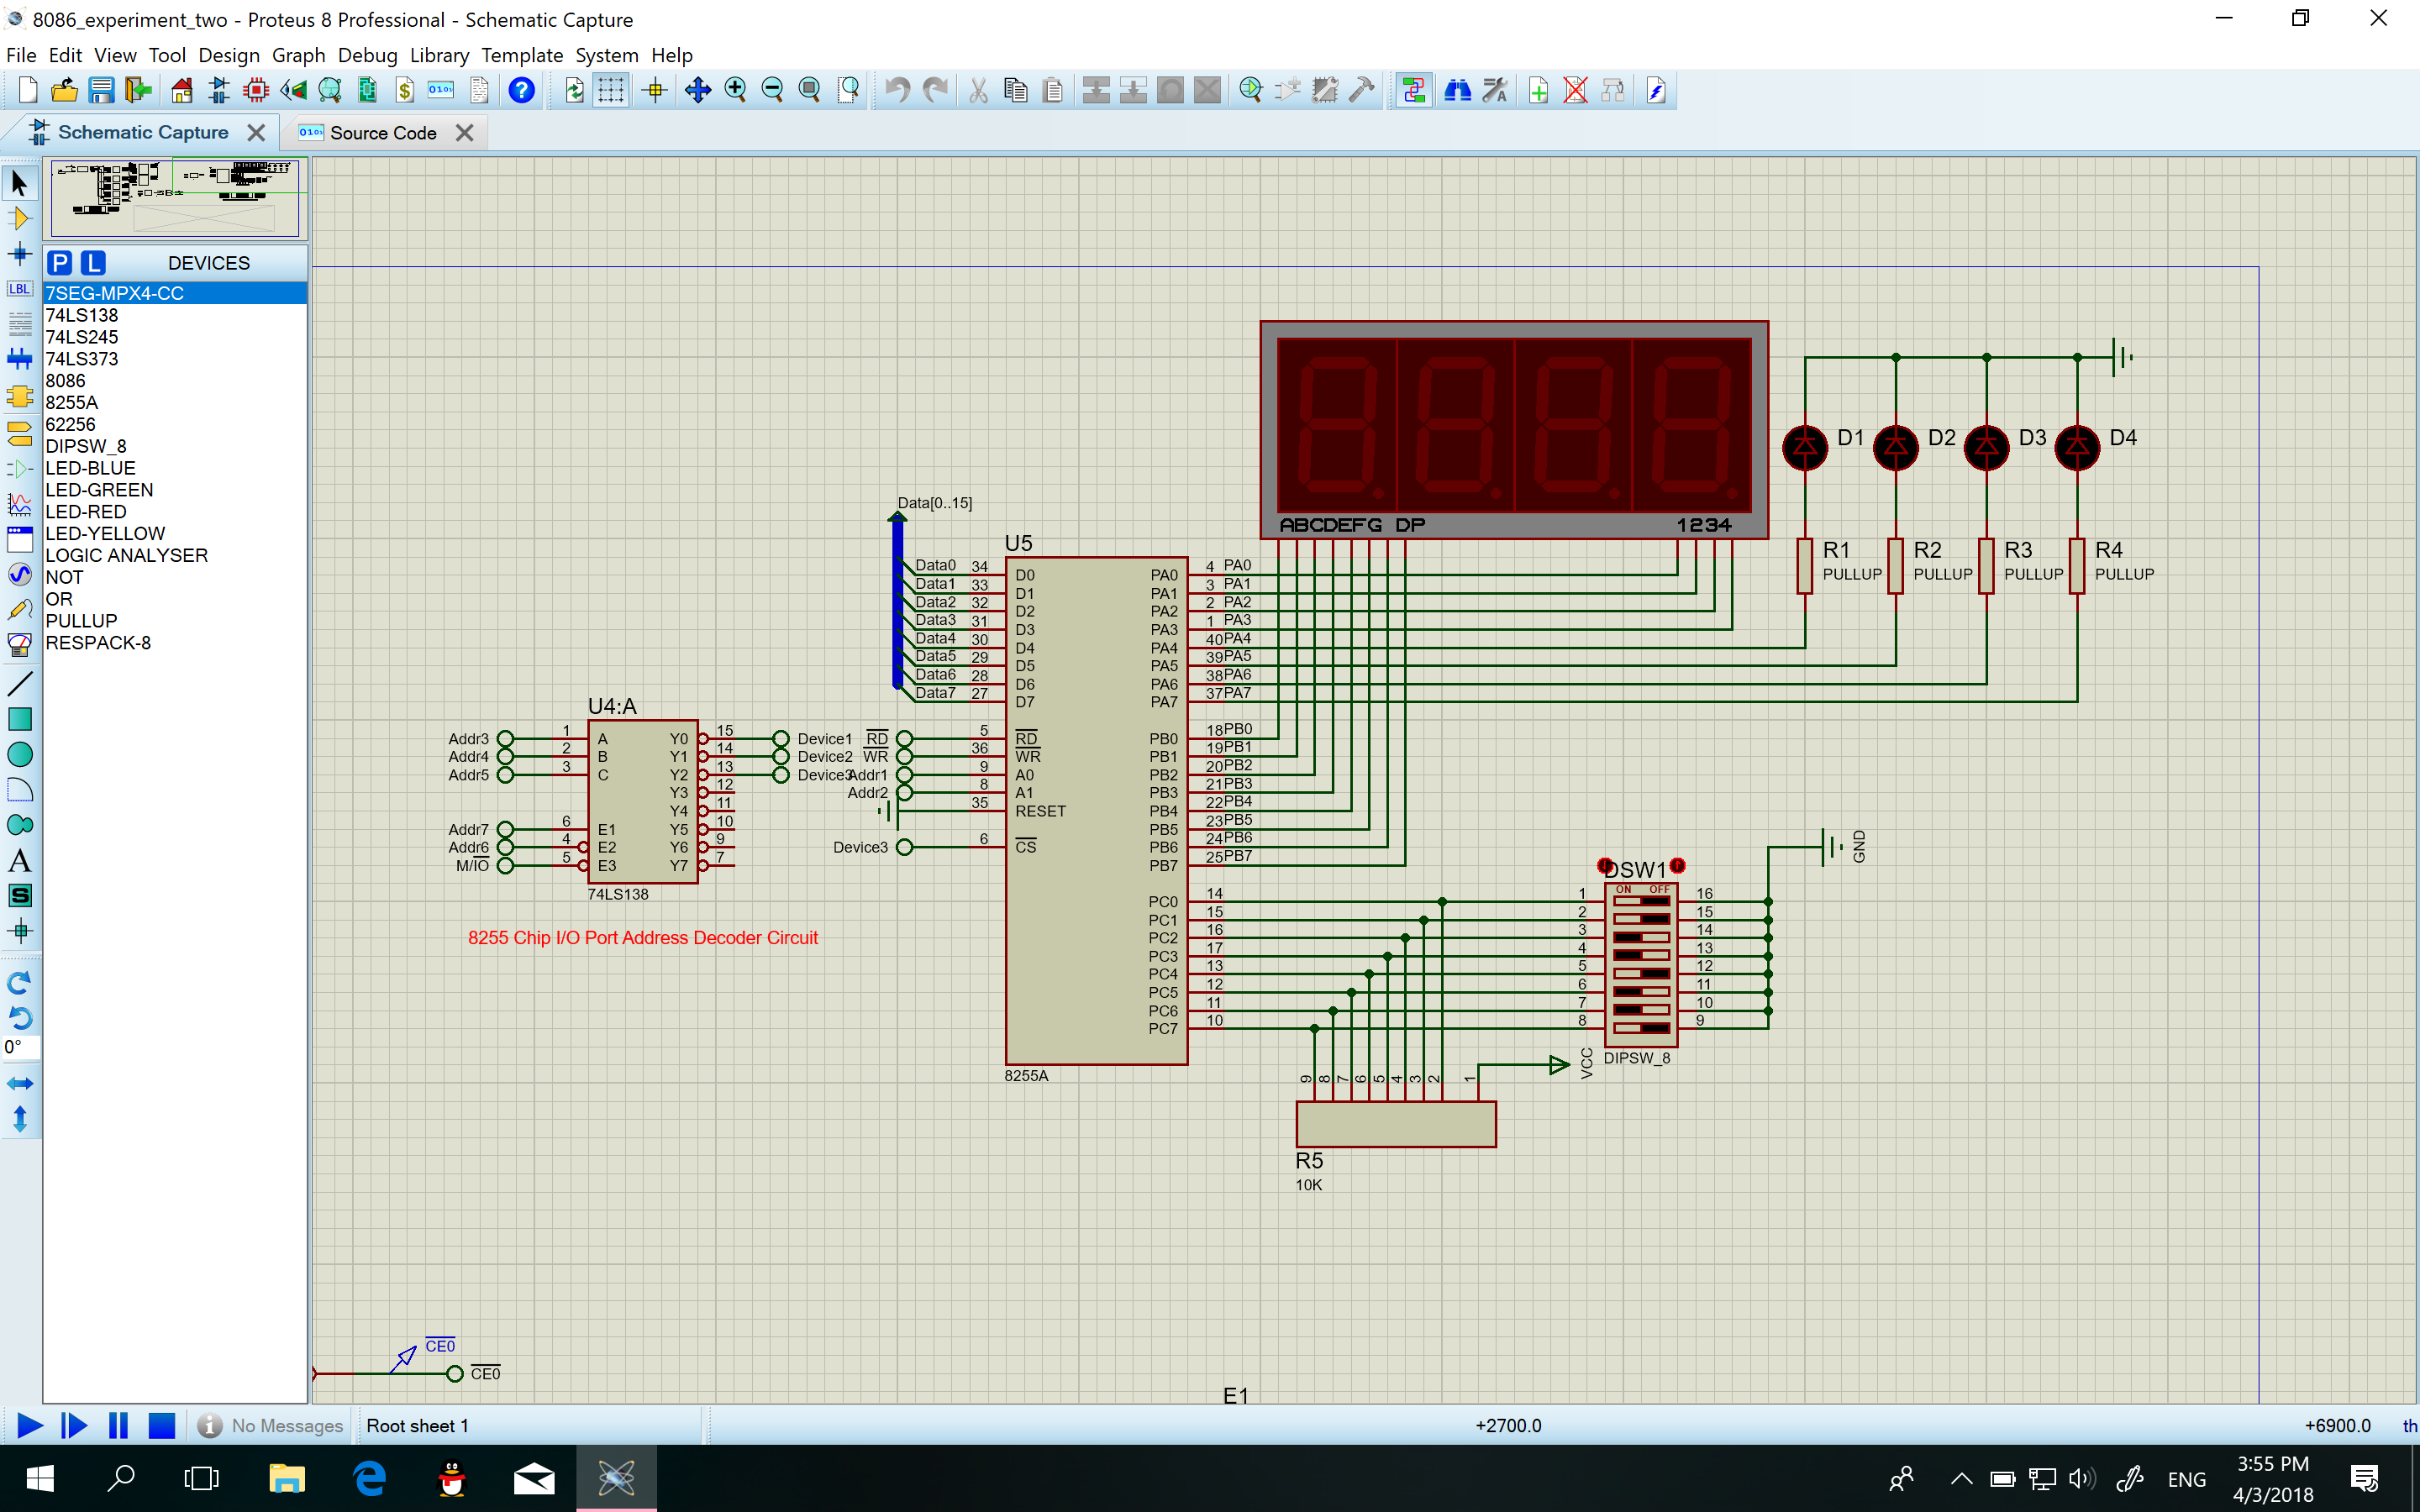 8086_experiment_two - Proteus 8 Professional - Schematic Capture
File Edit View Tool Design Graph Debug Library Template System Help
Schematic Capture
Source Code
P L DEVICES
7SEG-MPX4-CC
74LS138
74LS245
74LS373
8086
8255A
62256
DIPSW_8
LED-BLUE
LED-GREEN
LED-RED
LED-YELLOW
LOGIC ANALYSER
NOT
OR
PULLUP
RESPACK-8
LBL
A
S
0°
ABCDEFG DP 1234
D1 D2 D3 D4
R1 R2 R3 R4
PULLUP PULLUP PULLUP PULLUP
Data[0..15]
U5
Data0 34 D0 PA0 4 PA0
Data1 33 D1 PA1 3 PA1
Data2 32 D2 PA2 2 PA2
Data3 31 D3 PA3 1 PA3
Data4 30 D4 PA4 40 PA4
Data5 29 D5 PA5 39 PA5
Data6 28 D6 PA6 38 PA6
Data7 27 D7 PA7 37 PA7
U4:A
Addr3 1 A Y0 15 Device1
Addr4 2 B Y1 14 Device2
Addr5 3 C Y2 13 Device3
Y3 12
Y4 11
Addr7 6 E1 Y5 10
Addr6 4 E2 Y6 9
M/IO 5 E3 Y7 7
74LS138
8255 Chip I/O Port Address Decoder Circuit
RD 5 RD PB0 18 PB0
WR 36 WR PB1 19 PB1
Addr1 9 A0 PB2 20 PB2
Addr2 8 A1 PB3 21 PB3
35 RESET PB4 22 PB4
PB5 23 PB5
Device3 6 CS PB6 24 PB6
PB7 25 PB7
GND
DSW1
ON OFF
PC0 14 1 16
PC1 15 2 15
PC2 16 3 14
PC3 17 4 13
PC4 13 5 12
PC5 12 6 11
PC6 11 7 10
PC7 10 8 9
DIPSW_8
VCC
8255A
9 8 7 6 5 4 3 2 1
R5
10K
CE0
CE0
E1
No Messages Root sheet 1 +2700.0 +6900.0 th
ENG
3:55 PM
4/3/2018